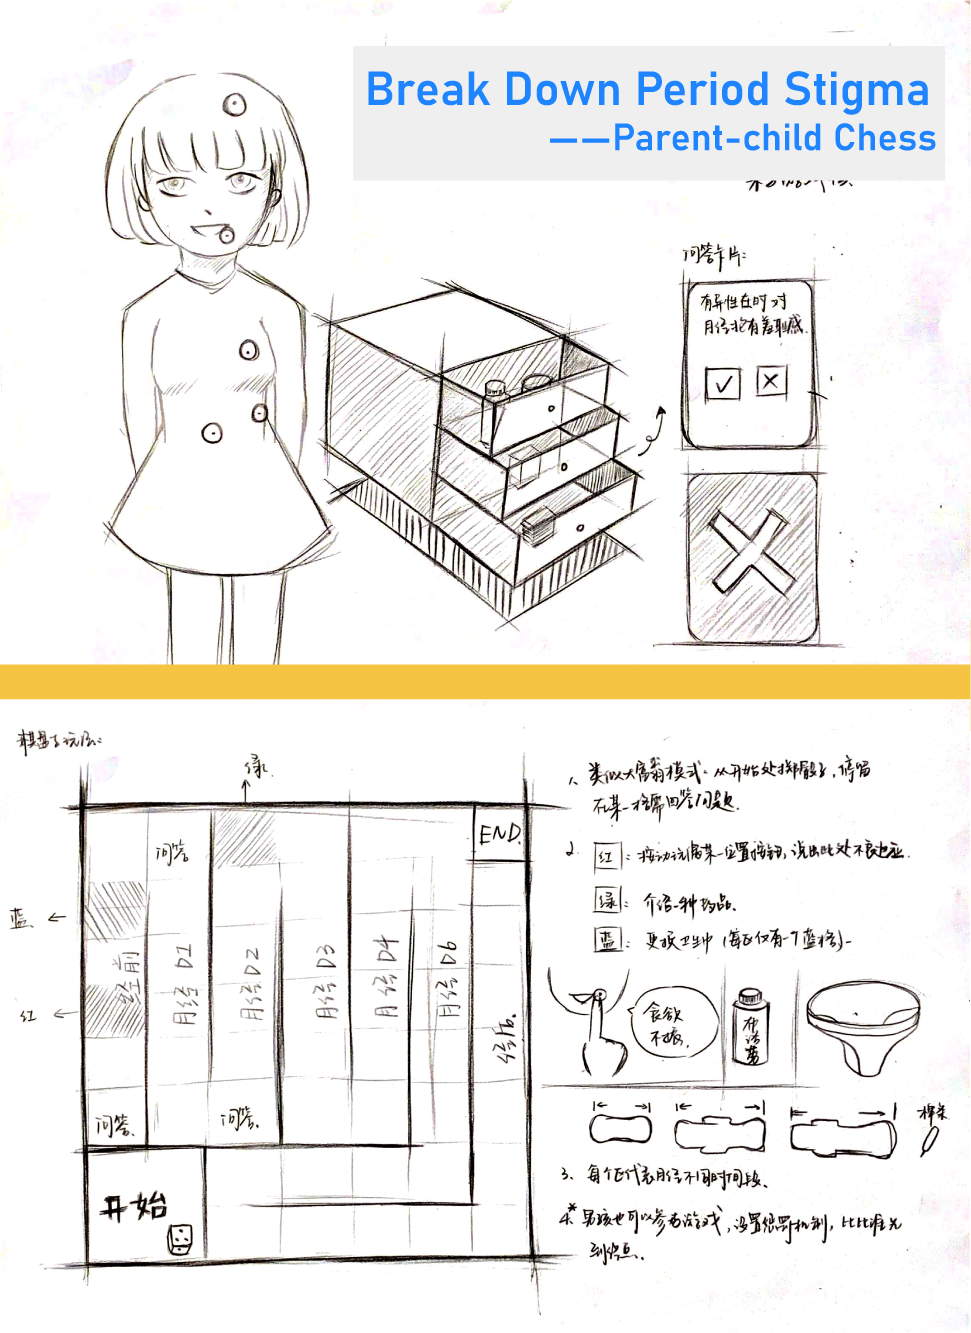 Break Down Period Stigma
——Parent-child Chess
问答卡片:
有异性在时对
月经抱有羞耻感
棋盘与玩法:
绿
问答
END.
蓝
经前
月经 D1
月经 D2
月经 D3
月经 D4
月经 D6
经后.
红
问答.
问答.
开始
1、类似大富翁模式. 从开始处掷骰子, 停留
在某一格需回答问题.
2. 红: 按动玩偶某一位置按钮, 说出此处不良反应.
绿: 介绍一种药品.
蓝: 更换卫生巾 (每区仅有一个蓝格).
食欲
不振.
布洛芬
棉条
3、每个区代表月经不同时间段.
4.* 男孩也可以参与游戏, 设置惩罚机制, 比比谁先
到终点.